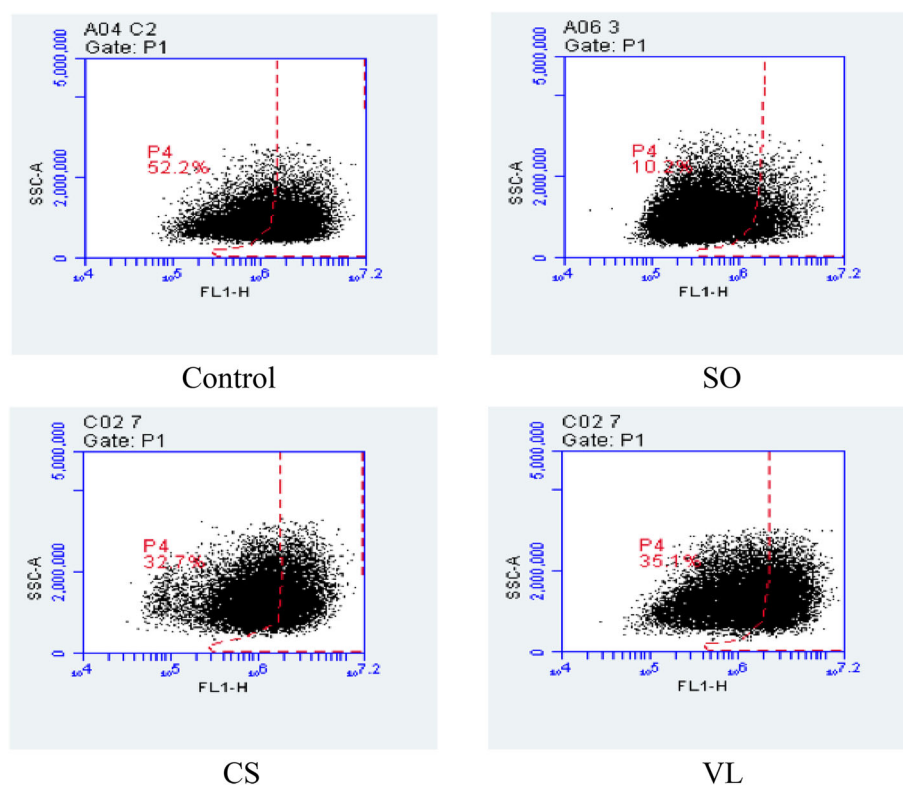 A04 C2
Gate: P1
5,000,000
2,000,000
0
SSC-A
P4
52.2%
10^4
10^5
10^6
10^7.2
FL1-H
Control
A06 3
Gate: P1
5,000,000
2,000,000
0
SSC-A
P4
10.2%
10^4
10^5
10^6
10^7.2
FL1-H
SO
C02 7
Gate: P1
5,000,000
2,000,000
0
SSC-A
P4
32.7%
10^4
10^5
10^6
10^7.2
FL1-H
CS
C02 7
Gate: P1
5,000,000
2,000,000
0
SSC-A
P4
35.1%
10^4
10^5
10^6
10^7.2
FL1-H
VL